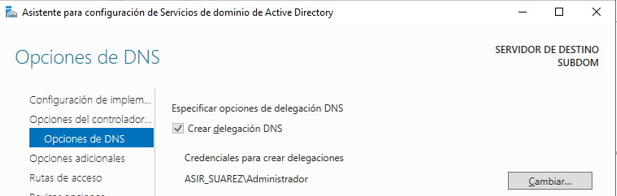 Asistente para configuración de Servicios de dominio de Active Directory
Opciones de DNS
SERVIDOR DE DESTINO
SUBDOM
Configuración de implem...
Opciones del controlador...
Opciones de DNS
Opciones adicionales
Rutas de acceso
Especificar opciones de delegación DNS
Crear delegación DNS
Credenciales para crear delegaciones
ASIR_SUAREZ\Administrador
Cambiar...